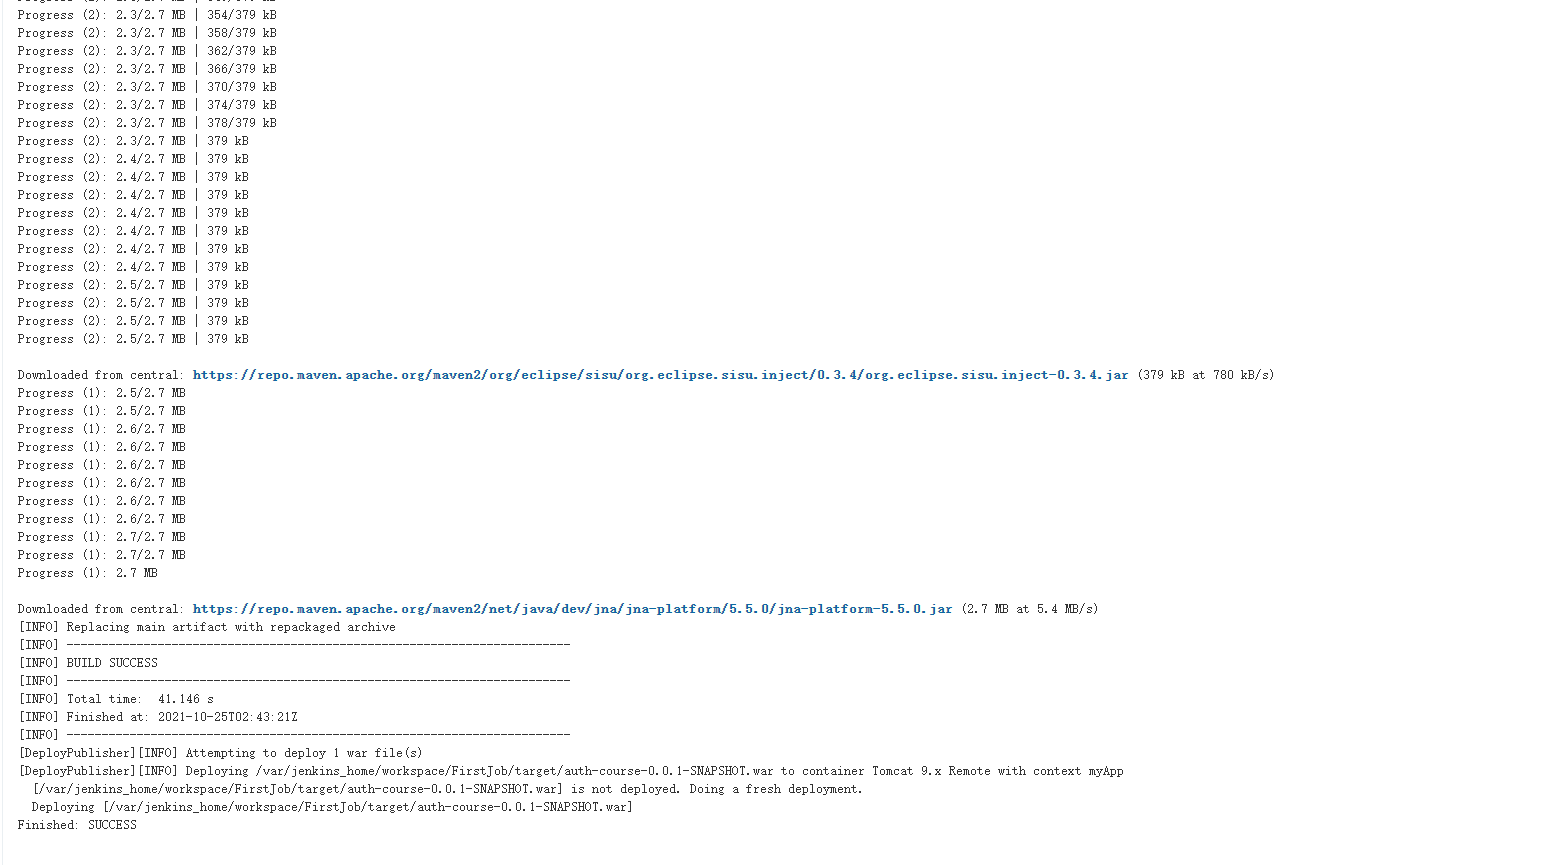 Progress (2): 2.3/2.7 MB | 354/379 kB
Progress (2): 2.3/2.7 MB | 358/379 kB
Progress (2): 2.3/2.7 MB | 362/379 kB
Progress (2): 2.3/2.7 MB | 366/379 kB
Progress (2): 2.3/2.7 MB | 370/379 kB
Progress (2): 2.3/2.7 MB | 374/379 kB
Progress (2): 2.3/2.7 MB | 378/379 kB
Progress (2): 2.3/2.7 MB | 379 kB
Progress (2): 2.4/2.7 MB | 379 kB
Progress (2): 2.4/2.7 MB | 379 kB
Progress (2): 2.4/2.7 MB | 379 kB
Progress (2): 2.4/2.7 MB | 379 kB
Progress (2): 2.4/2.7 MB | 379 kB
Progress (2): 2.4/2.7 MB | 379 kB
Progress (2): 2.4/2.7 MB | 379 kB
Progress (2): 2.5/2.7 MB | 379 kB
Progress (2): 2.5/2.7 MB | 379 kB
Progress (2): 2.5/2.7 MB | 379 kB
Progress (2): 2.5/2.7 MB | 379 kB
Downloaded from central: https://repo.maven.apache.org/maven2/org/eclipse/sisu/org.eclipse.sisu.inject/0.3.4/org.eclipse.sisu.inject-0.3.4.jar (379 kB at 780 kB/s)
Progress (1): 2.5/2.7 MB
Progress (1): 2.5/2.7 MB
Progress (1): 2.6/2.7 MB
Progress (1): 2.6/2.7 MB
Progress (1): 2.6/2.7 MB
Progress (1): 2.6/2.7 MB
Progress (1): 2.6/2.7 MB
Progress (1): 2.6/2.7 MB
Progress (1): 2.7/2.7 MB
Progress (1): 2.7/2.7 MB
Progress (1): 2.7 MB
Downloaded from central: https://repo.maven.apache.org/maven2/net/java/dev/jna/jna-platform/5.5.0/jna-platform-5.5.0.jar (2.7 MB at 5.4 MB/s)
[INFO] Replacing main artifact with repackaged archive
[INFO] ------------------------------------------------------------------------
[INFO] BUILD SUCCESS
[INFO] ------------------------------------------------------------------------
[INFO] Total time:  41.146 s
[INFO] Finished at: 2021-10-25T02:43:21Z
[INFO] ------------------------------------------------------------------------
[DeployPublisher][INFO] Attempting to deploy 1 war file(s)
[DeployPublisher][INFO] Deploying /var/jenkins_home/workspace/FirstJob/target/auth-course-0.0.1-SNAPSHOT.war to container Tomcat 9.x Remote with context myApp
[/var/jenkins_home/workspace/FirstJob/target/auth-course-0.0.1-SNAPSHOT.war] is not deployed. Doing a fresh deployment.
Deploying [/var/jenkins_home/workspace/FirstJob/target/auth-course-0.0.1-SNAPSHOT.war]
Finished: SUCCESS